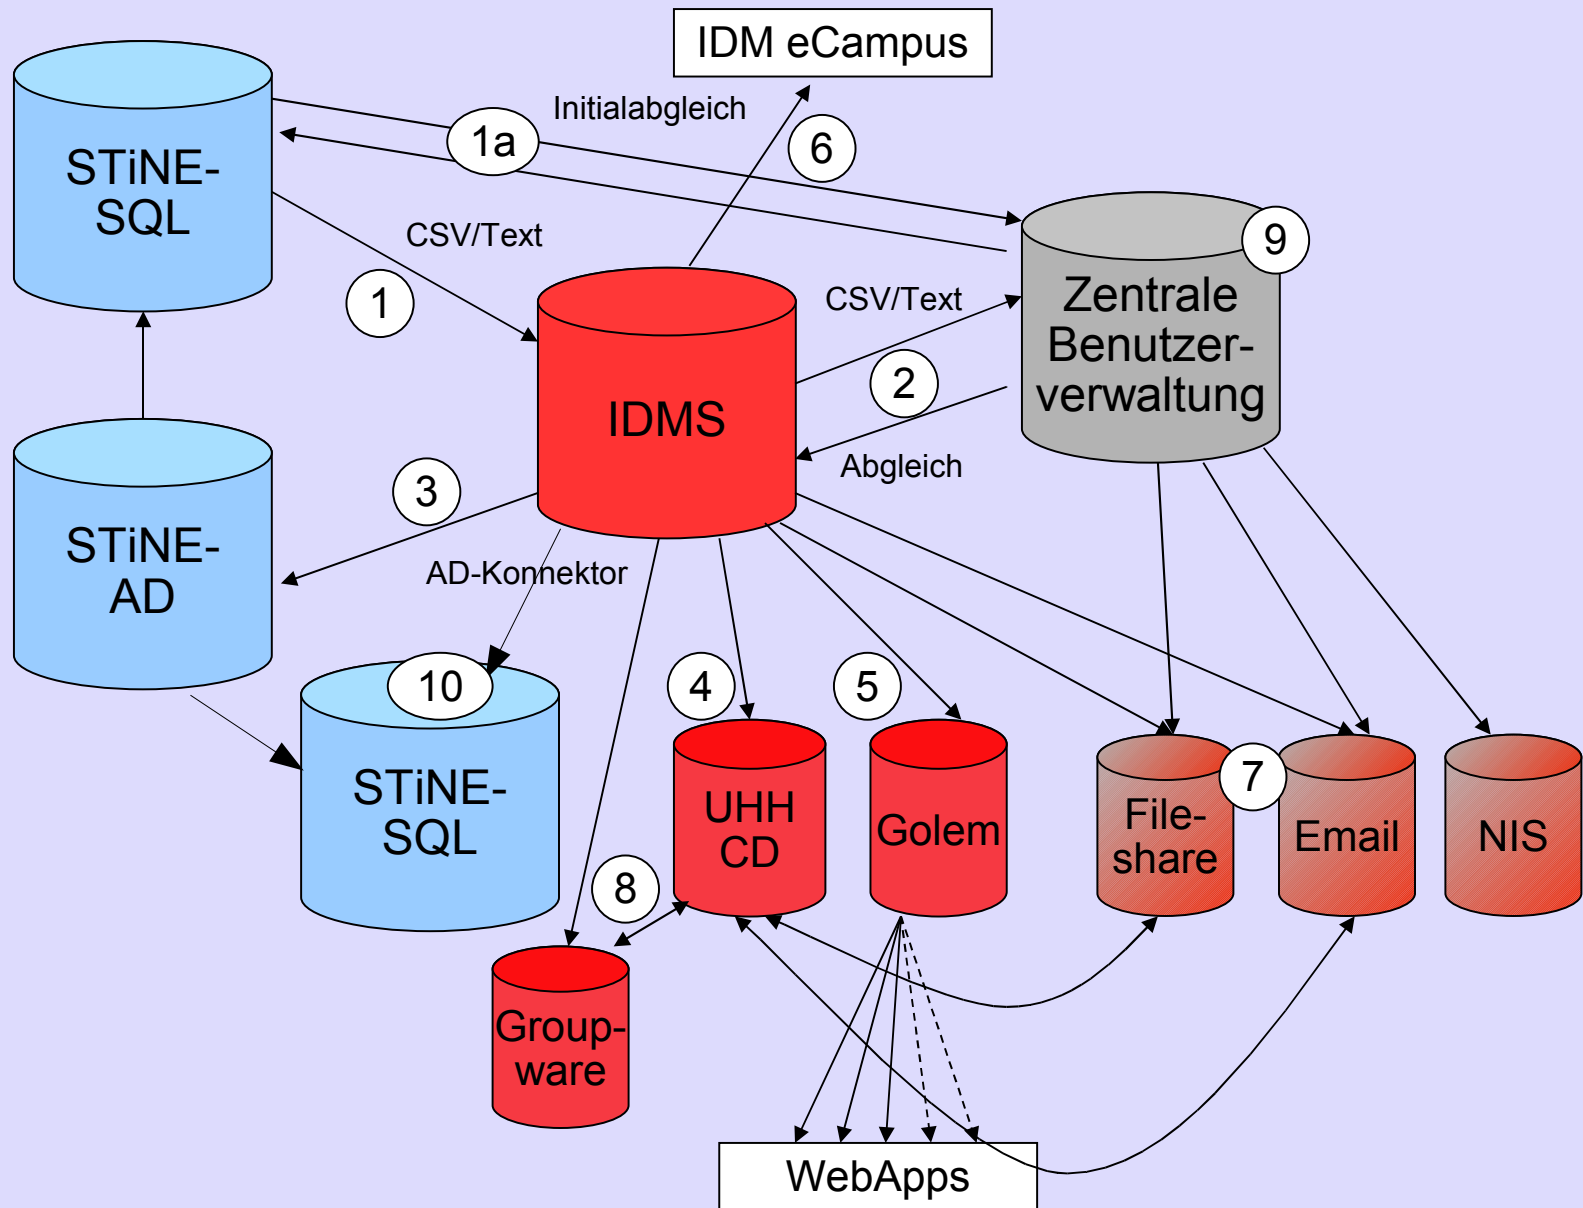 IDM eCampus
Initialabgleich
1a
6
STiNE-
SQL
9
CSV/Text
1
CSV/Text
Zentrale
Benutzer-
verwaltung
2
IDMS
Abgleich
3
STiNE-
AD
AD-Konnektor
10
4
5
STiNE-
SQL
7
UHH
CD
Golem
File-
share
Email
NIS
8
Group-
ware
WebApps